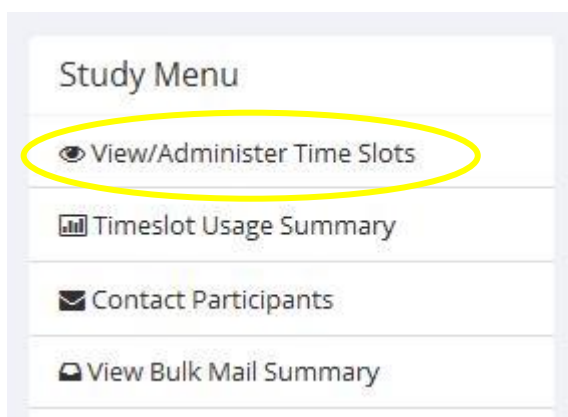 Study Menu
View/Administer Time Slots
Timeslot Usage Summary
Contact Participants
View Bulk Mail Summary